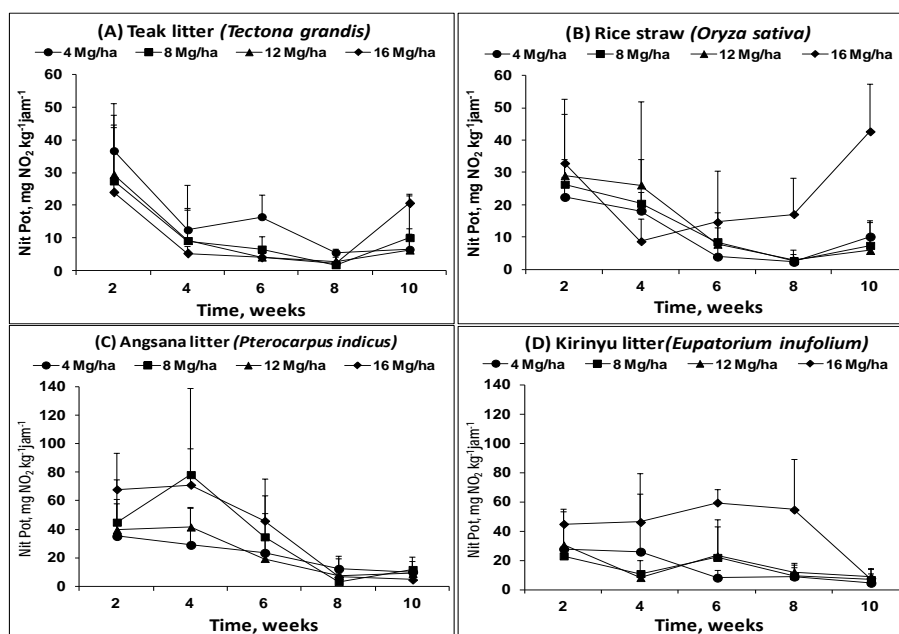 (A) Teak litter (Tectona grandis)
4 Mg/ha 8 Mg/ha 12 Mg/ha 16 Mg/ha
60
50
40
30
20
10
0
Nit Pot, mg NO₂ kg⁻¹jam⁻¹
2 4 6 8 10
Time, weeks
(B) Rice straw (Oryza sativa)
4 Mg/ha 8 Mg/ha 12 Mg/ha 16 Mg/ha
60
50
40
30
20
10
0
Nit Pot, mg NO₂ kg⁻¹jam⁻¹
2 4 6 8 10
Time, weeks
(C) Angsana litter (Pterocarpus indicus)
4 Mg/ha 8 Mg/ha 12 Mg/ha 16 Mg/ha
140
120
100
80
60
40
20
0
Nit Pot, mg NO₂ kg⁻¹jam⁻¹
2 4 6 8 10
Time, weeks
(D) Kirinyu litter(Eupatorium inufolium)
4 Mg/ha 8 Mg/ha 12 Mg/ha 16 Mg/ha
140
120
100
80
60
40
20
0
Nit Pot, mg NO₂ kg⁻¹jam⁻¹
2 4 6 8 10
Time, weeks